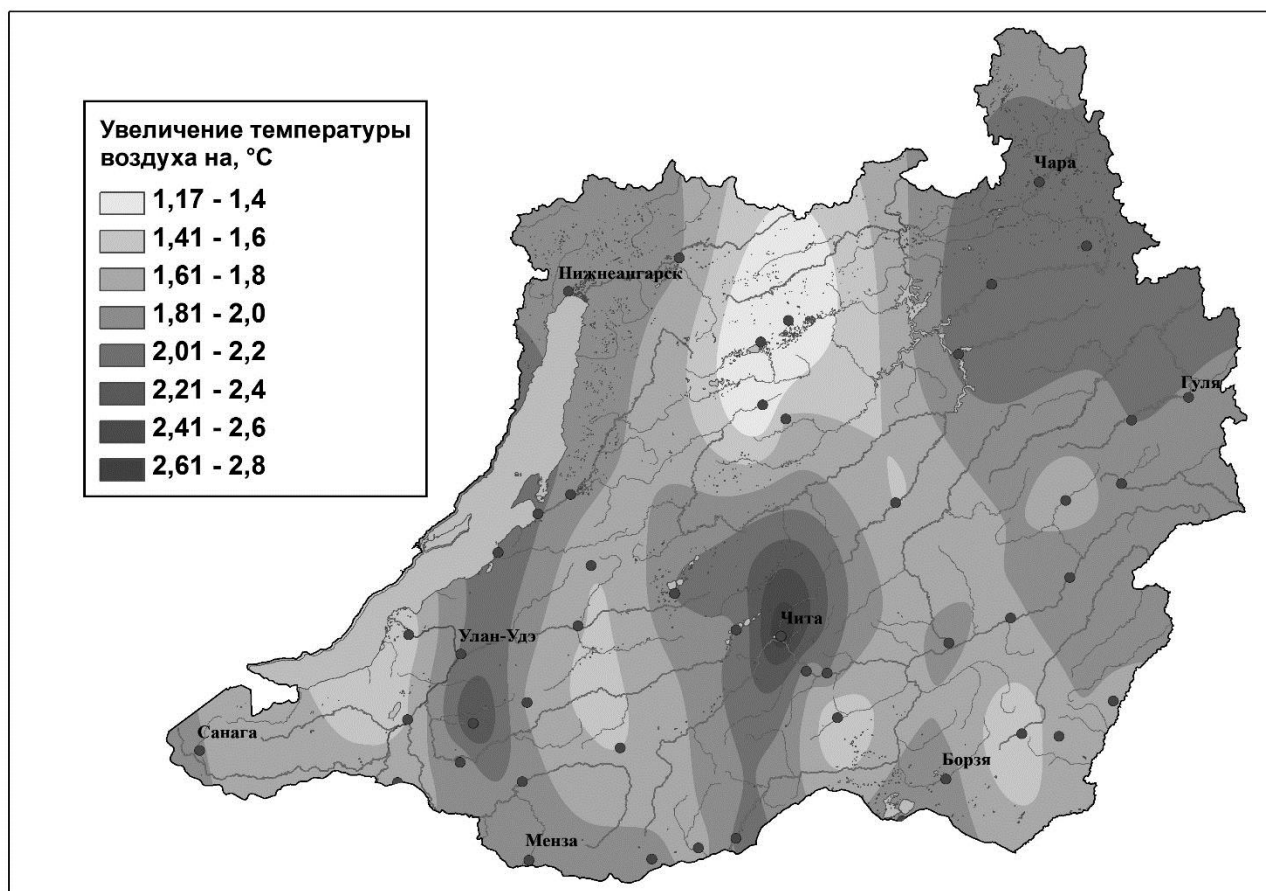 Увеличение температуры
воздуха на, °С
1,17 - 1,4
1,41 - 1,6
1,61 - 1,8
1,81 - 2,0
2,01 - 2,2
2,21 - 2,4
2,41 - 2,6
2,61 - 2,8
Чара
Нижнеангарск
Гуля
Чита
Улан-Удэ
Санага
Борзя
Менза